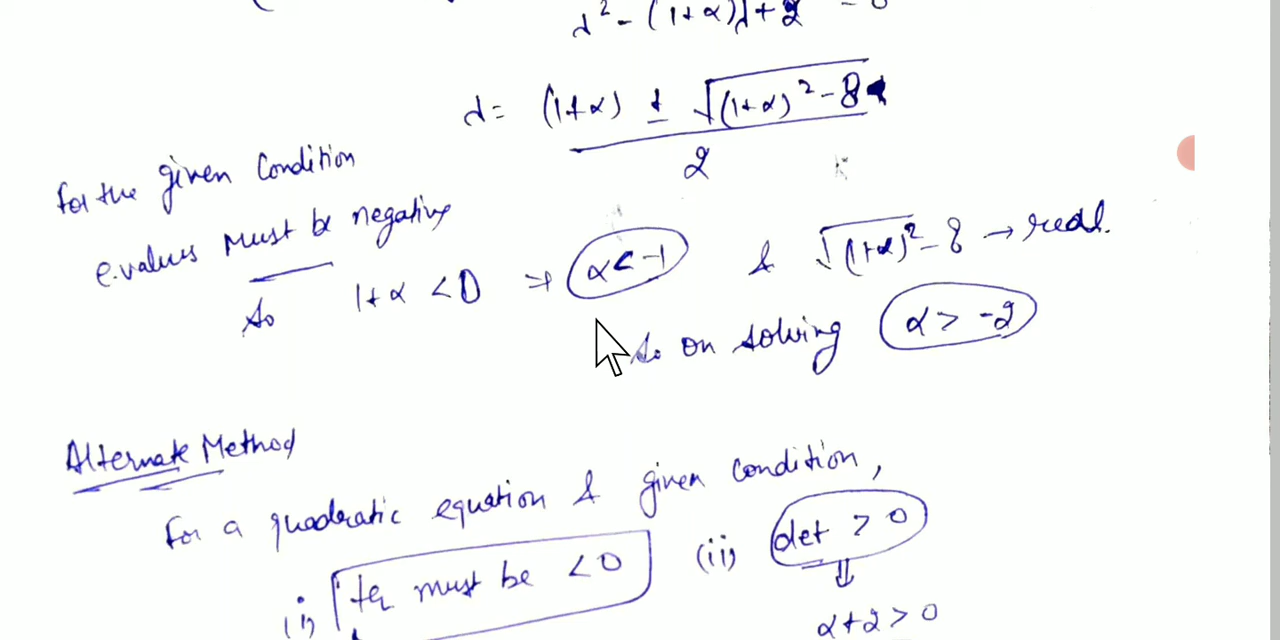 λ² - (1+α)λ + 2 = 0
λ = (1+α) ± √(1+α)² - 8
2
for the given condition
e.values must be negative
So 1+α < 0 ⇒ α < -1 & √(1+α)² - 8 → real.
So on solving α > -2
Alternate Method
for a quadratic equation & given condition,
(i) tr must be < 0 (ii) det > 0
⇓
α+2 > 0